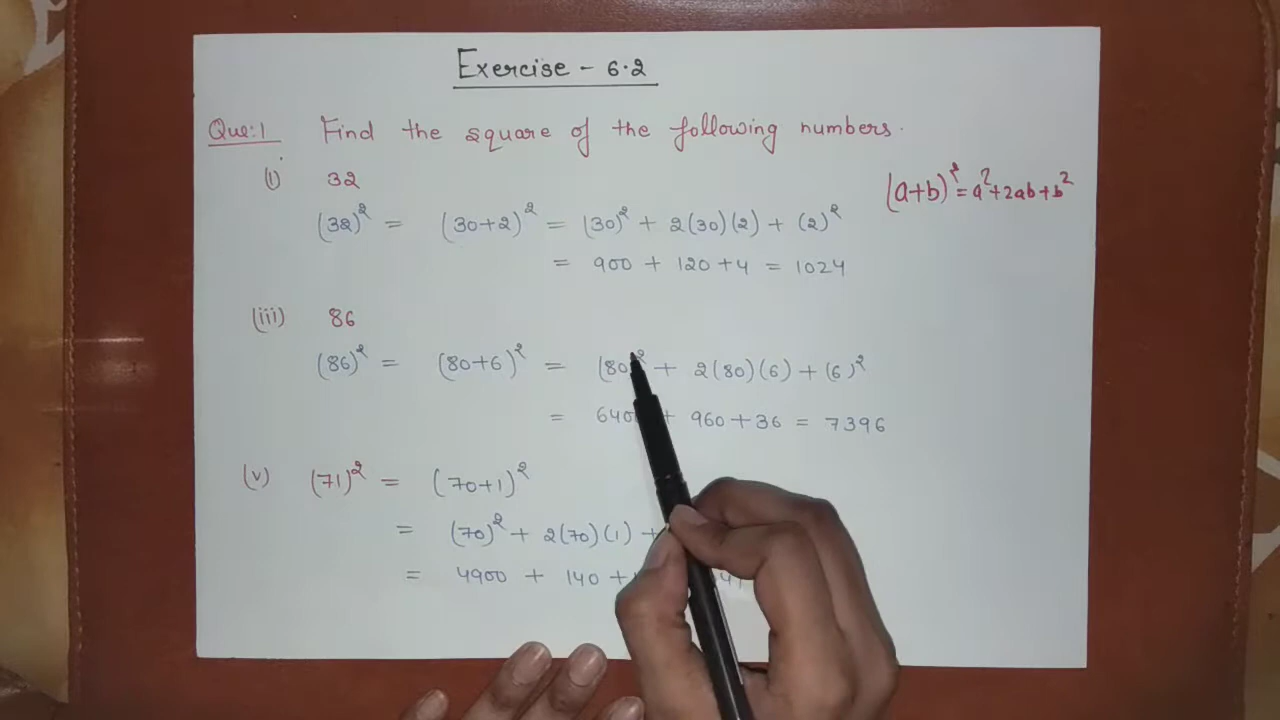 Exercise - 6.2
Que:1 Find the square of the following numbers.
(i) 32
(a+b)² = a²+2ab+b²
(32)² = (30+2)² = (30)² + 2(30)(2) + (2)²
= 900 + 120 +4 = 1024
(iii) 86
(86)² = (80+6)² = (80)² + 2(80)(6) + (6)²
= 640 + 960 + 36 = 7396
(v) (71)² = (70+1)²
= (70)² + 2(70)(1) +
= 4900 + 140 +